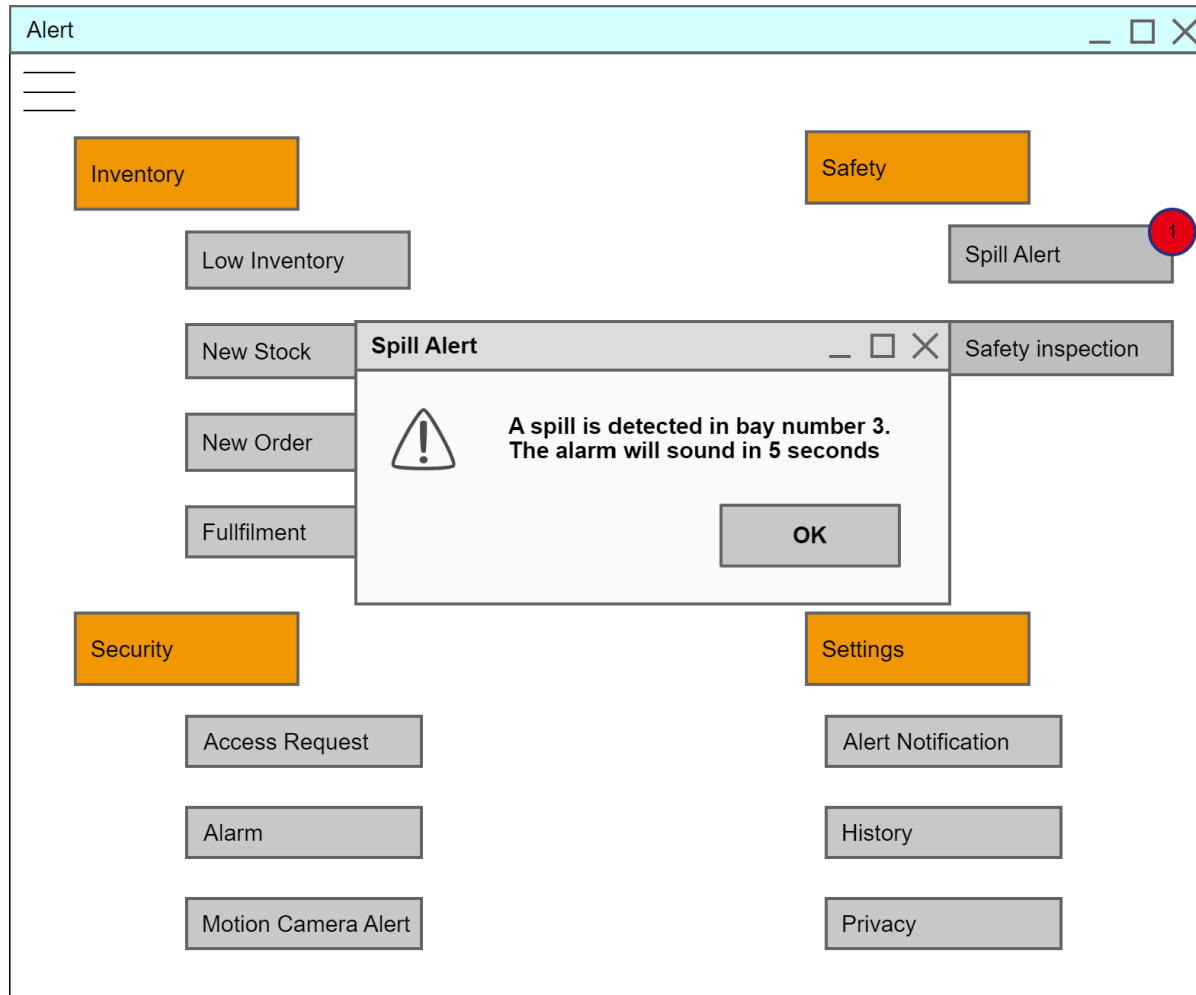 Alert
Inventory
Low Inventory
New Stock
New Order
Fullfilment
Safety
1
Spill Alert
Safety inspection
Spill Alert
A spill is detected in bay number 3.
The alarm will sound in 5 seconds
OK
Security
Access Request
Alarm
Motion Camera Alert
Settings
Alert Notification
History
Privacy